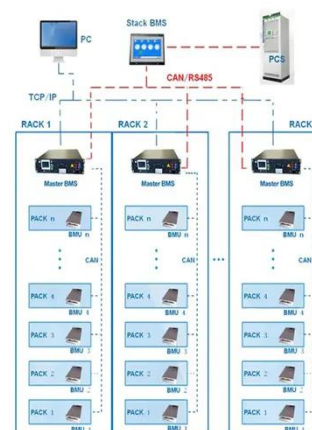 Stack BMS
PC
PCS
CAN/RS485
TCP/IP
RACK 1
RACK 2
RACK
Master BMS
Master BMS
Master BMS
PACK n
BMU n
PACK n
BMU n
PACK n
BMU n
CAN
CAN
CAN
PACK 4
BMU 4
PACK 4
BMU 4
PACK 4
BMU 4
PACK 3
BMU 3
PACK 3
BMU 3
PACK 3
BMU 3
PACK 2
BMU 2
PACK 2
BMU 2
PACK 2
BMU 2
PACK 1
PACK 1
PACK 1